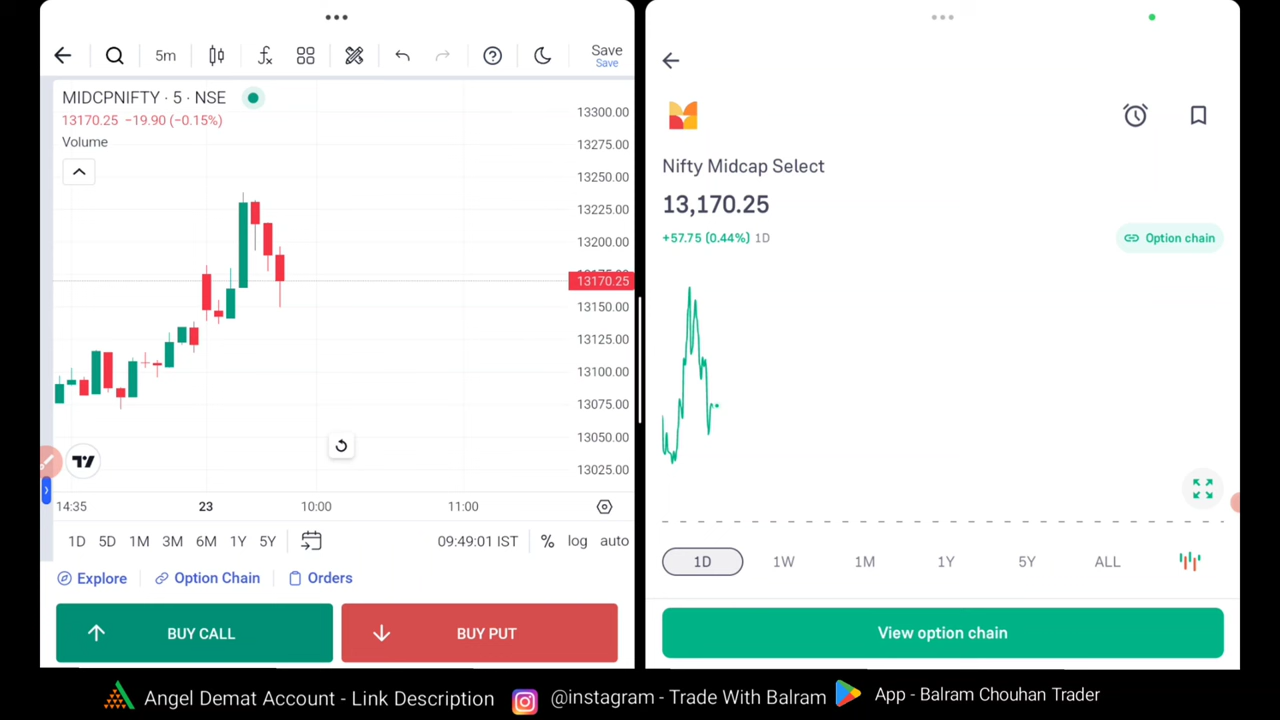 5m
Save
Save
MIDCPNIFTY · 5 · NSE
13170.25 −19.90 (−0.15%)
Volume
13300.00
13275.00
13250.00
13225.00
13200.00
13170.25
13150.00
13125.00
13100.00
13075.00
13050.00
13025.00
14:35 23 10:00 11:00
1D 5D 1M 3M 6M 1Y 5Y 09:49:01 IST % log auto
Explore Option Chain Orders
BUY CALL BUY PUT
Nifty Midcap Select
13,170.25
+57.75 (0.44%) 1D
Option chain
1D 1W 1M 1Y 5Y ALL
View option chain
Angel Demat Account - Link Description @instagram - Trade With Balram App - Balram Chouhan Trader